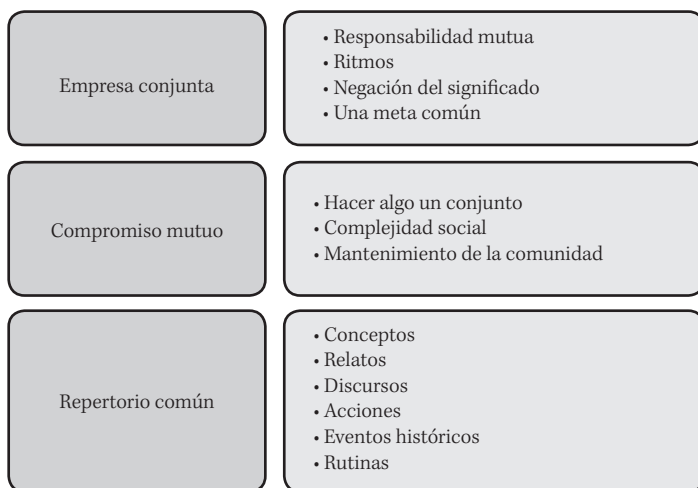 Empresa conjunta
• Responsabilidad mutua
• Ritmos
• Negación del significado
• Una meta común
Compromiso mutuo
• Hacer algo un conjunto
• Complejidad social
• Mantenimiento de la comunidad
Repertorio común
• Conceptos
• Relatos
• Discursos
• Acciones
• Eventos históricos
• Rutinas